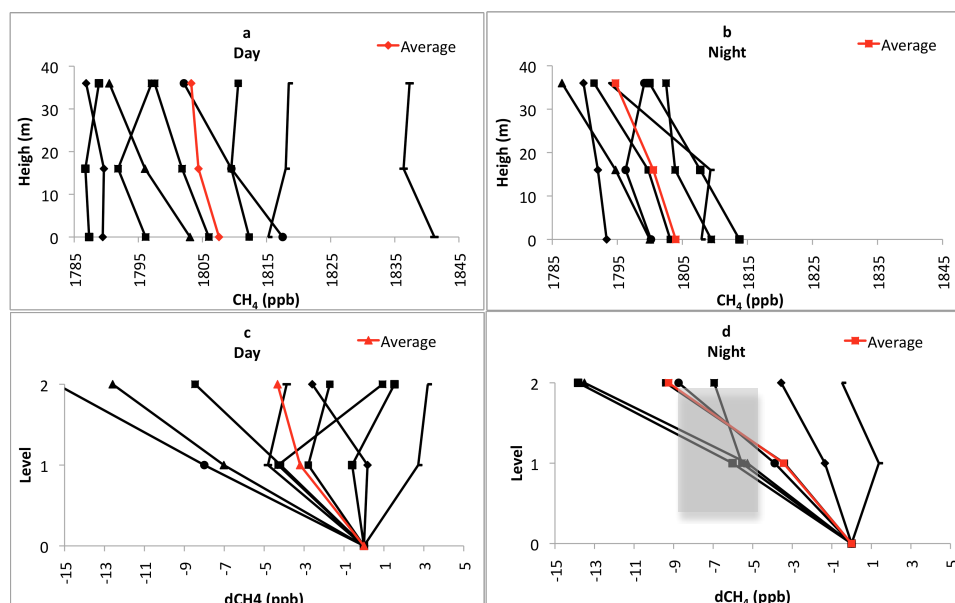 a
Day
Average
40
30
20
10
0
Heigh (m)
1785
1795
1805
1815
1825
1835
1845
CH4 (ppb)
b
Night
Average
40
30
20
10
0
Heigh (m)
1785
1795
1805
1815
1825
1835
1845
CH4 (ppb)
c
Day
Average
2
1
0
Level
-15
-13
-11
-9
-7
-5
-3
-1
1
3
5
dCH4 (ppb)
d
Night
Average
2
1
0
Level
-15
-13
-11
-9
-7
-5
-3
-1
1
3
5
dCH4 (ppb)